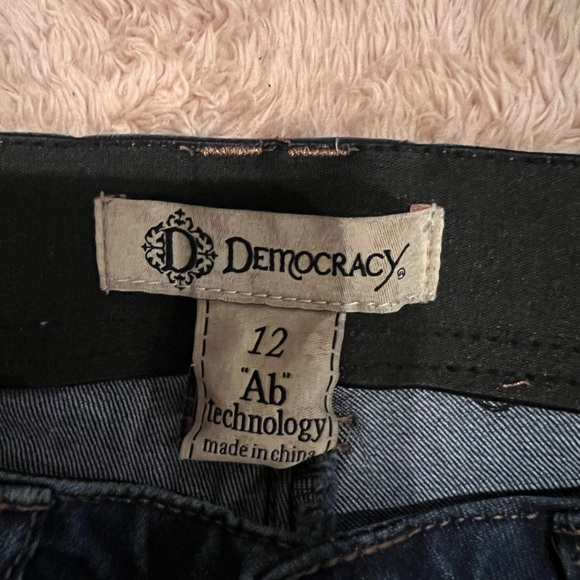 D DEMOCRACY®
12
"Ab"
technology
made in china